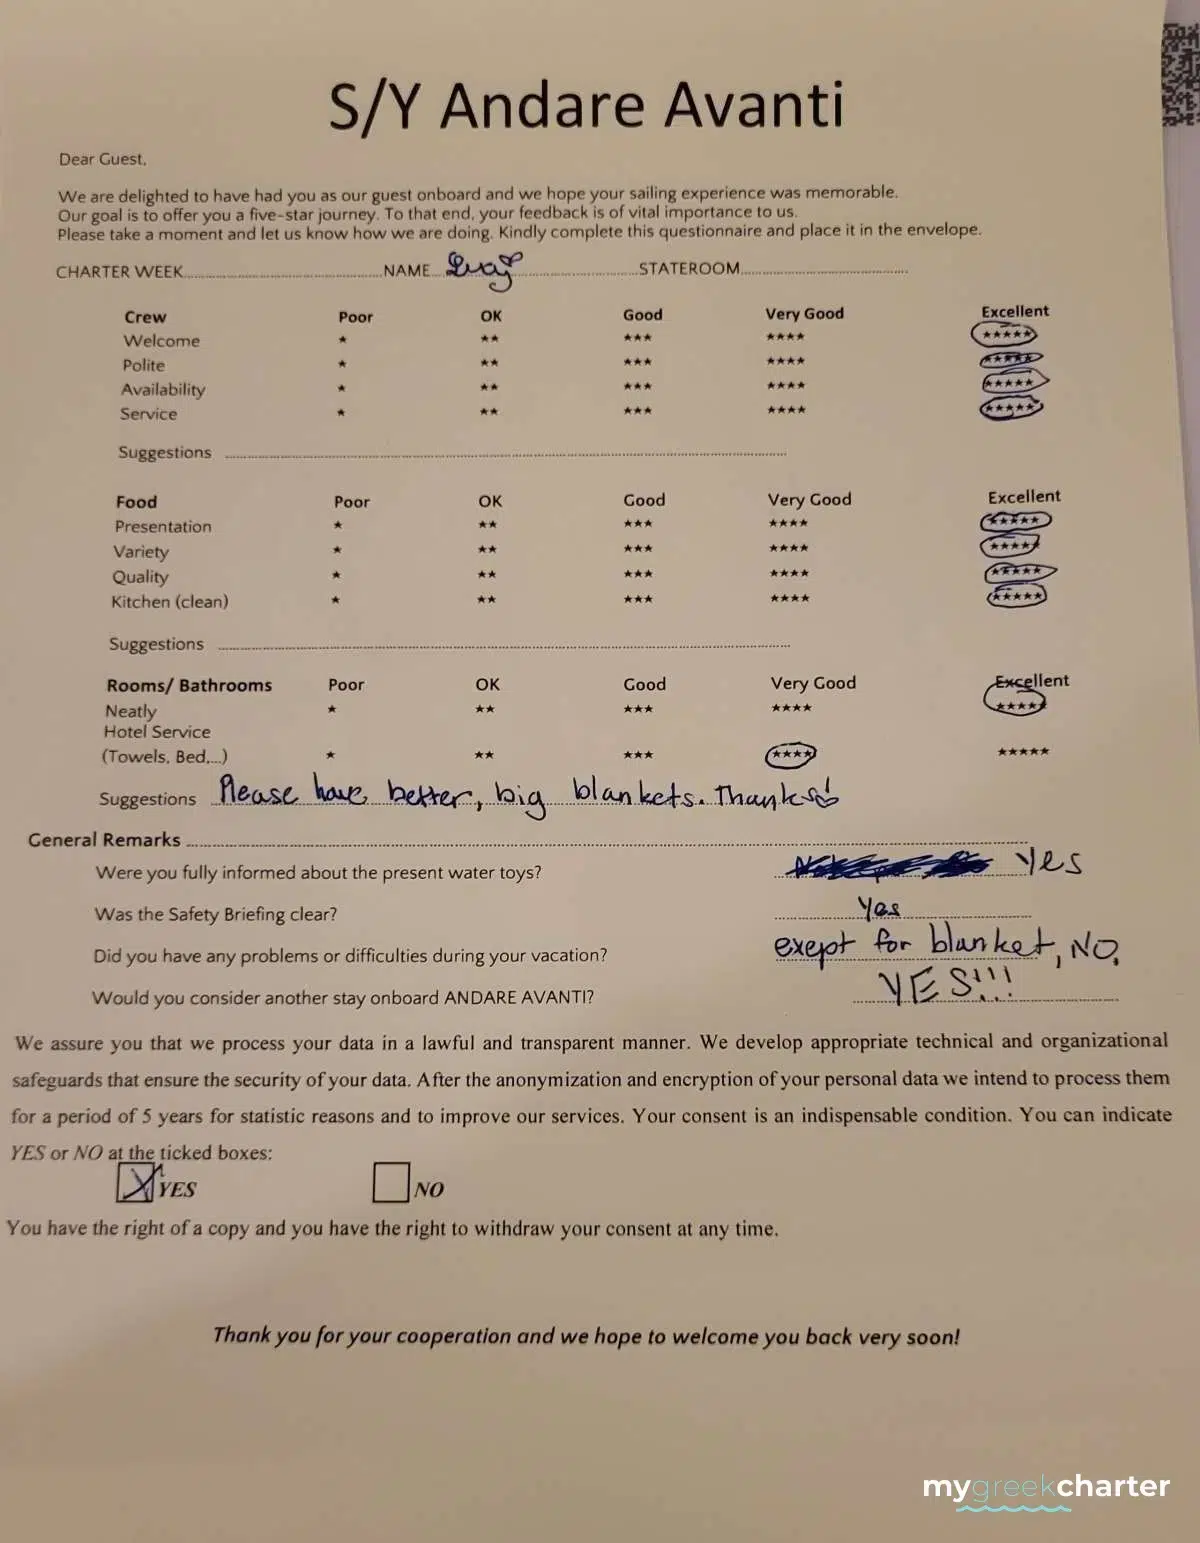 S/Y Andare Avanti
Dear Guest,
We are delighted to have had you as our guest onboard and we hope your sailing experience was memorable.
Our goal is to offer you a five-star journey. To that end, your feedback is of vital importance to us.
Please take a moment and let us know how we are doing. Kindly complete this questionnaire and place it in the envelope.
CHARTER WEEK NAME STATEROOM
Crew Poor OK Good Very Good Excellent
Welcome * ** *** **** *****
Polite * ** *** **** *****
Availability * ** *** **** *****
Service * ** *** **** *****
Suggestions
Food Poor OK Good Very Good Excellent
Presentation * ** *** **** *****
Variety * ** *** **** *****
Quality * ** *** **** *****
Kitchen (clean) * ** *** **** *****
Suggestions
Rooms/ Bathrooms Poor OK Good Very Good Excellent
Neatly * ** *** **** *****
Hotel Service
(Towels, Bed,...) * ** *** **** *****
Suggestions Please have better, big blankets. Thanks!
General Remarks
Were you fully informed about the present water toys? Yes
Was the Safety Briefing clear? Yes
Did you have any problems or difficulties during your vacation? exept for blanket, NO.
Would you consider another stay onboard ANDARE AVANTI? YES!!!
We assure you that we process your data in a lawful and transparent manner. We develop appropriate technical and organizational
safeguards that ensure the security of your data. After the anonymization and encryption of your personal data we intend to process them
for a period of 5 years for statistic reasons and to improve our services. Your consent is an indispensable condition. You can indicate
YES or NO at the ticked boxes:
X YES NO
You have the right of a copy and you have the right to withdraw your consent at any time.
Thank you for your cooperation and we hope to welcome you back very soon!
mygreekcharter